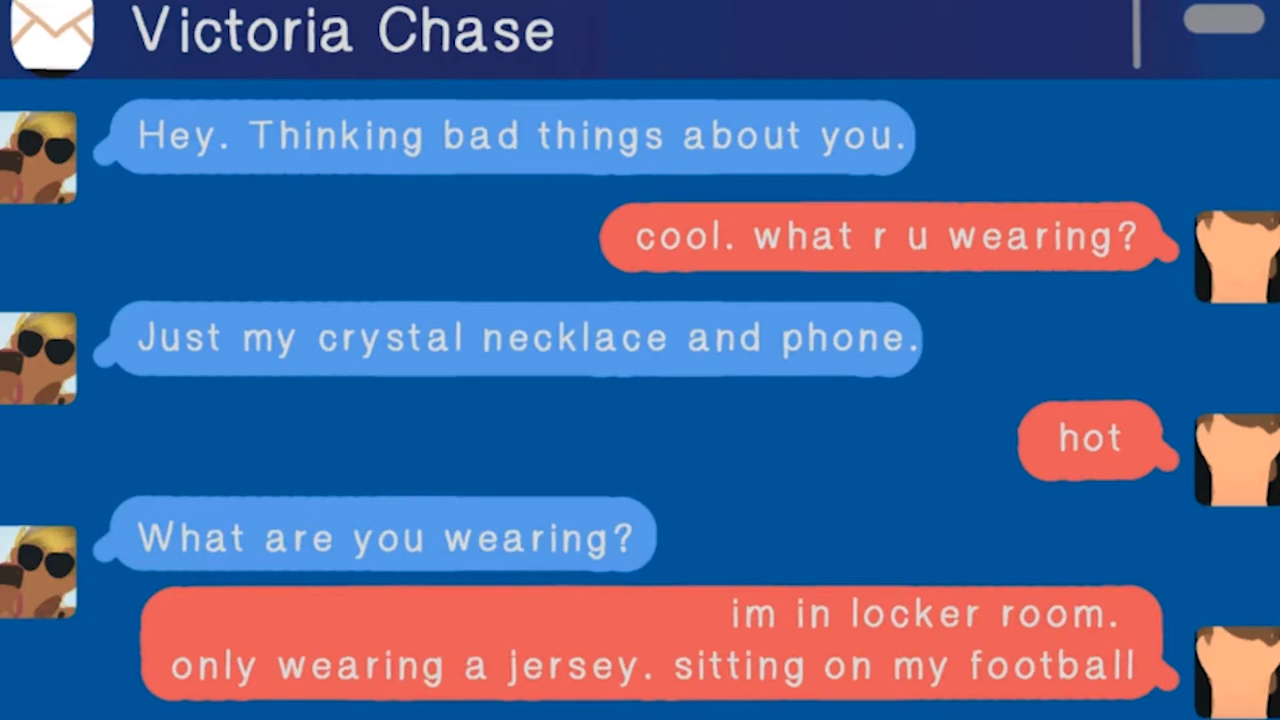 Victoria Chase
Hey. Thinking bad things about you.
cool. what r u wearing?
Just my crystal necklace and phone.
hot
What are you wearing?
im in locker room.
only wearing a jersey. sitting on my football